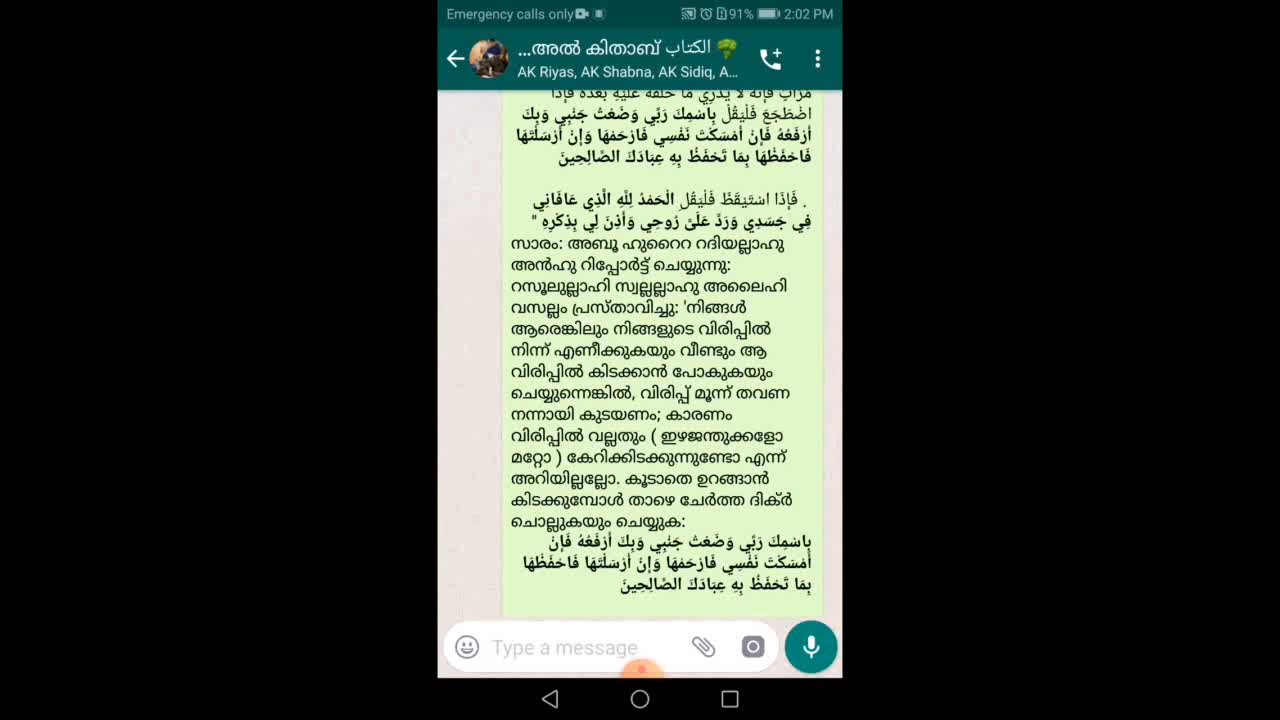 Emergency calls only
91% 2:02 PM
...അൽ കിതാബ് الكتاب
AK Riyas, AK Shabna, AK Sidiq, A...
مَرَّاتٍ فَإِنَّهُ لَا يَدْرِي مَا خَلَفَهُ عَلَيْهِ بَعْدَهُ فَإِذَا
اضْطَجَعَ فَلْيَقُلْ بِاسْمِكَ رَبِّي وَضَعْتُ جَنْبِي وَبِكَ
أَرْفَعُهُ فَإِنْ أَمْسَكْتَ نَفْسِي فَارْحَمْهَا وَإِنْ أَرْسَلْتَهَا
فَاحْفَظْهَا بِمَا تَحْفَظُ بِهِ عِبَادَكَ الصَّالِحِينَ
. فَإِذَا اسْتَيْقَظَ فَلْيَقُلِ الْحَمْدُ لِلَّهِ الَّذِي عَافَانِي
فِي جَسَدِي وَرَدَّ عَلَىَّ رُوحِي وَأَذِنَ لِي بِذِكْرِهِ "
സാരം: അബൂ ഹുറൈറ റദിയല്ലാഹു
അൻഹു റിപ്പോർട്ട് ചെയ്യുന്നു:
റസൂലുല്ലാഹി സ്വല്ലല്ലാഹു അലൈഹി
വസല്ലം പ്രസ്താവിച്ചു: 'നിങ്ങൾ
ആരെങ്കിലും നിങ്ങളുടെ വിരിപ്പിൽ
നിന്ന് എണീക്കുകയും വീണ്ടും ആ
വിരിപ്പിൽ കിടക്കാൻ പോകുകയും
ചെയ്യുന്നെങ്കിൽ, വിരിപ്പ് മൂന്ന് തവണ
നന്നായി കുടയണം; കാരണം
വിരിപ്പിൽ വല്ലതും ( ഇഴജന്തുക്കളോ
മറ്റോ ) കേറിക്കിടക്കുന്നുണ്ടോ എന്ന്
അറിയില്ലല്ലോ. കൂടാതെ ഉറങ്ങാൻ
കിടക്കുമ്പോൾ താഴെ ചേർത്ത ദിക്ർ
ചൊല്ലുകയും ചെയ്യുക:
بِاسْمِكَ رَبِّي وَضَعْتُ جَنْبِي وَبِكَ أَرْفَعُهُ فَإِنْ
أَمْسَكْتَ نَفْسِي فَارْحَمْهَا وَإِنْ أَرْسَلْتَهَا فَاحْفَظْهَا
بِمَا تَحْفَظُ بِهِ عِبَادَكَ الصَّالِحِينَ
Type a message